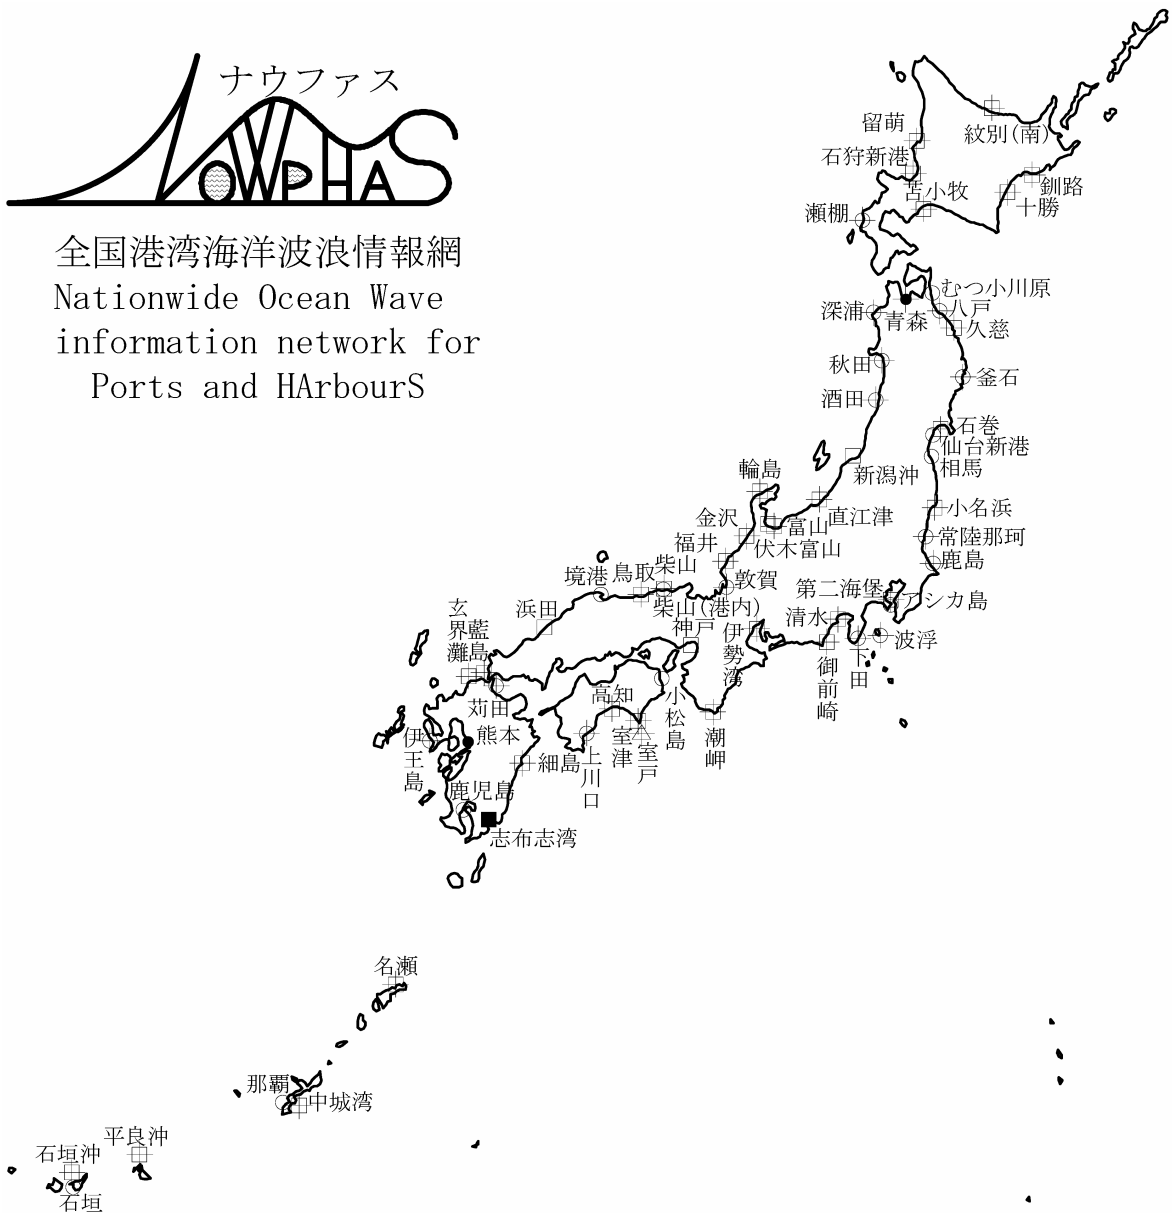 ナウファス
NOWPHAS
全国港湾海洋波浪情報網
Nationwide Ocean Wave
information network for
Ports and HArbourS
留萌
紋別(南)
石狩新港
釧路
苫小牧
十勝
瀬棚
むつ小川原
深浦
八戸
青森
久慈
秋田
釜石
酒田
石巻
仙台新港
相馬
輪島
新潟沖
小名浜
金沢
直江津
富山
常陸那珂
福井
伏木富山
鹿島
柴山
境港
鳥取
敦賀
第二海堡
アシカ島
玄界灘
藍島
浜田
柴山(港内)
清水
神戸
伊勢湾
波浮
下田
御前崎
高知
小松島
苅田
潮岬
室津
室戸
上川口
熊本
伊王島
細島
鹿児島
志布志湾
名瀬
那覇
中城湾
平良沖
石垣沖
石垣